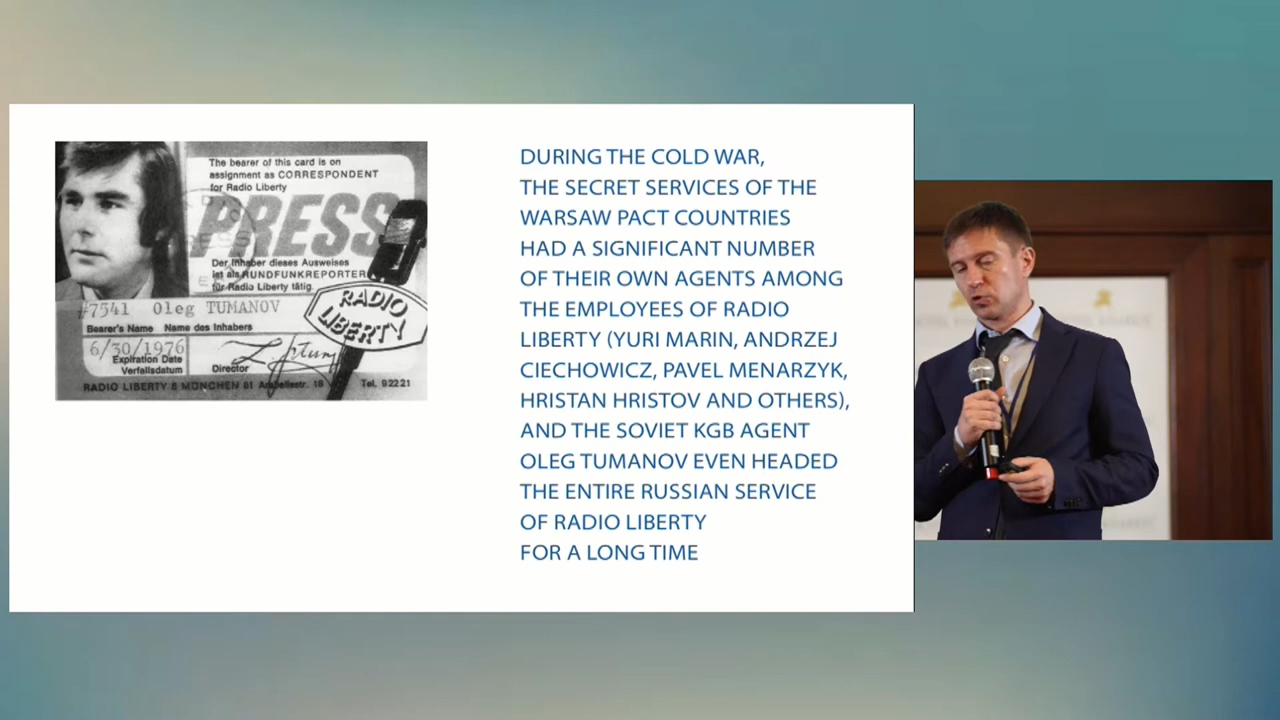 The bearer of this card is on
assignment as CORRESPONDENT
for Radio Liberty
PRESS
Der Inhaber dieses Ausweises
ist als RUNDFUNKREPORTER
für Radio Liberty tätig.
#7541 Oleg TUMANOV
Bearer's Name Name des Inhabers
6/30/1976
Expiration Date
Verfallsdatum
Director
RADIO LIBERTY 8 MÜNCHEN 81 Arabellastr. 18 Tel. 92221
RADIO
LIBERTY
DURING THE COLD WAR,
THE SECRET SERVICES OF THE
WARSAW PACT COUNTRIES
HAD A SIGNIFICANT NUMBER
OF THEIR OWN AGENTS AMONG
THE EMPLOYEES OF RADIO
LIBERTY (YURI MARIN, ANDRZEJ
CIECHOWICZ, PAVEL MENARZYK,
HRISTAN HRISTOV AND OTHERS),
AND THE SOVIET KGB AGENT
OLEG TUMANOV EVEN HEADED
THE ENTIRE RUSSIAN SERVICE
OF RADIO LIBERTY
FOR A LONG TIME